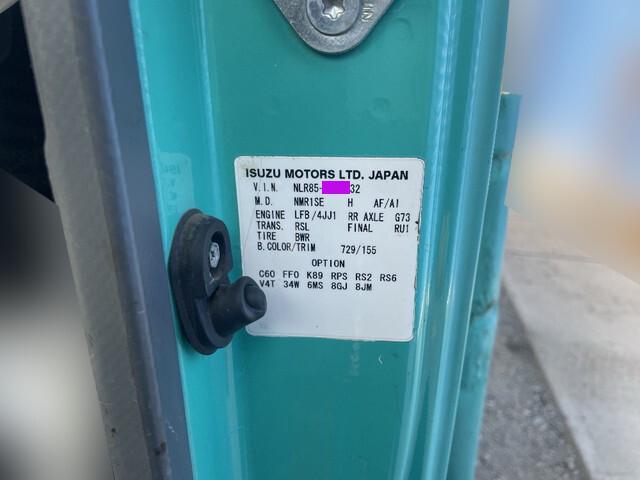 ISUZU MOTORS LTD. JAPAN
V.I.N. NLR85- 32
M.D. NMR1SE H AF/AI
ENGINE LFB/4JJ1 RR AXLE G73
TRANS. RSL FINAL RU1
TIRE BWR
B.COLOR/TRIM 729/155
OPTION
C60 FF0 K89 RPS RS2 RS6
V4T 34W 6MS 8GJ 8JM